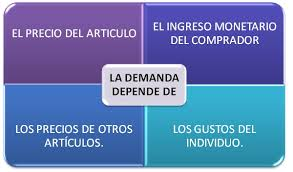 EL PRECIO DEL ARTICULO
EL INGRESO MONETARIO
DEL COMPRADOR
LA DEMANDA
DEPENDE DE
LOS PRECIOS DE OTROS
ARTÍCULOS.
LOS GUSTOS DEL
INDIVIDUO.